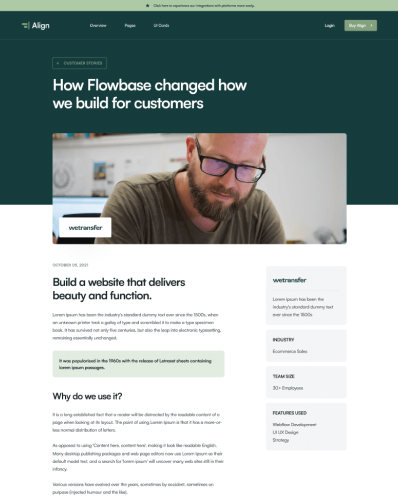 Click here to experience our integrations with platforms more easily.
Align
Overview
Pages
UI Cards
Login
Buy Align
CUSTOMER STORIES
How Flowbase changed how
we build for customers
wetransfer
OCTOBER 05, 2021
Build a website that delivers
beauty and function.
Lorem Ipsum has been the industry's standard dummy text ever since the 1500s, when
an unknown printer took a galley of type and scrambled it to make a type specimen
book. It has survived not only five centuries, but also the leap into electronic typesetting,
remaining essentially unchanged.
It was popularised in the 1960s with the release of Letraset sheets containing
lorem ipsum passages.
Why do we use it?
It is a long established fact that a reader will be distracted by the readable content of a
page when looking at its layout. The point of using Lorem Ipsum is that it has a more-or-
less normal distribution of letters.
As opposed to using 'Content here, content here', making it look like readable English.
Many desktop publishing packages and web page editors now use Lorem Ipsum as their
default model text, and a search for 'lorem ipsum' will uncover many web sites still in their
infancy.
Various versions have evolved over the years, sometimes by accident, sometimes on
purpose (injected humour and the like).
wetransfer
Lorem Ipsum has been the
industry's standard dummy text
ever since the 1500s
INDUSTRY
Ecommerce Sales
TEAM SIZE
30+ Employees
FEATURES USED
Webflow Development
UI UX Design
Strategy